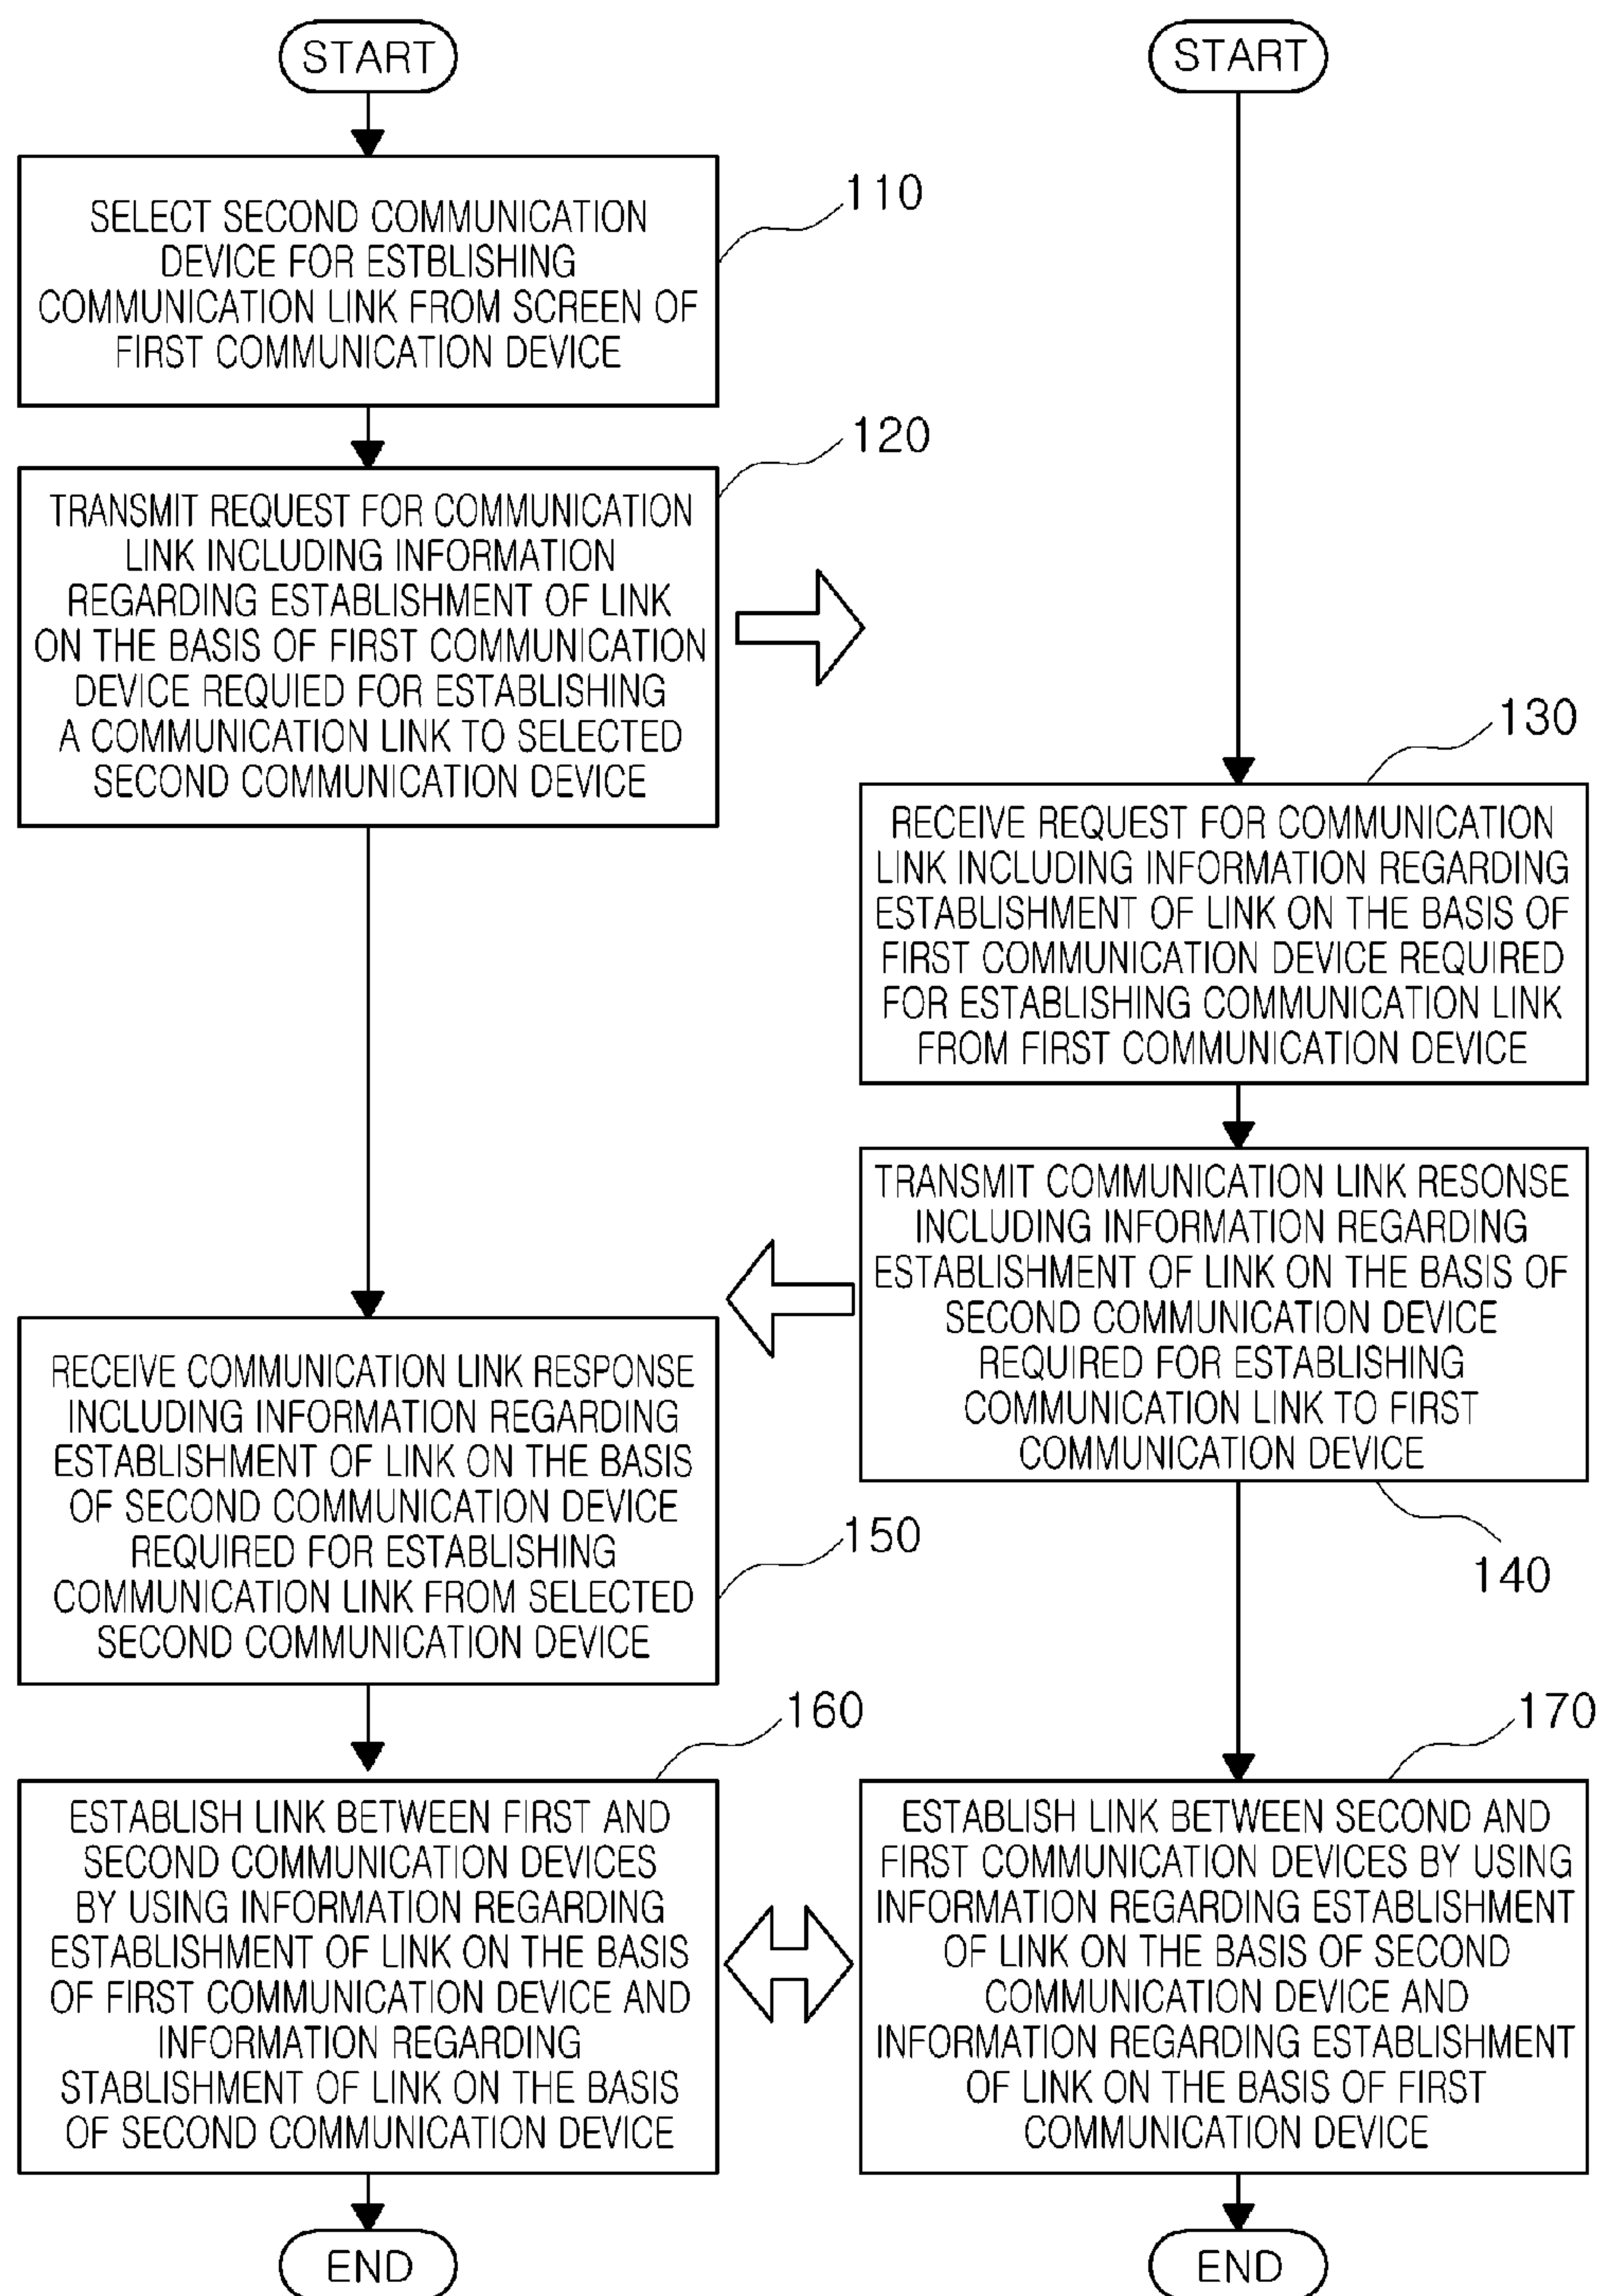 START
SELECT SECOND COMMUNICATION
DEVICE FOR ESTBLISHING
COMMUNICATION LINK FROM SCREEN OF
FIRST COMMUNICATION DEVICE
110
TRANSMIT REQUEST FOR COMMUNICATION
LINK INCLUDING INFORMATION
REGARDING ESTABLISHMENT OF LINK
ON THE BASIS OF FIRST COMMUNICATION
DEVICE REQUIED FOR ESTABLISHING
A COMMUNICATION LINK TO SELECTED
SECOND COMMUNICATION DEVICE
120
START
130
RECEIVE REQUEST FOR COMMUNICATION
LINK INCLUDING INFORMATION REGARDING
ESTABLISHMENT OF LINK ON THE BASIS OF
FIRST COMMUNICATION DEVICE REQUIRED
FOR ESTABLISHING COMMUNICATION LINK
FROM FIRST COMMUNICATION DEVICE
TRANSMIT COMMUNICATION LINK RESONSE
INCLUDING INFORMATION REGARDING
ESTABLISHMENT OF LINK ON THE BASIS OF
SECOND COMMUNICATION DEVICE
REQUIRED FOR ESTABLISHING
COMMUNICATION LINK TO FIRST
COMMUNICATION DEVICE
140
RECEIVE COMMUNICATION LINK RESPONSE
INCLUDING INFORMATION REGARDING
ESTABLISHMENT OF LINK ON THE BASIS
OF SECOND COMMUNICATION DEVICE
REQUIRED FOR ESTABLISHING
COMMUNICATION LINK FROM SELECTED
SECOND COMMUNICATION DEVICE
150
160
ESTABLISH LINK BETWEEN FIRST AND
SECOND COMMUNICATION DEVICES
BY USING INFORMATION REGARDING
ESTABLISHMENT OF LINK ON THE BASIS
OF FIRST COMMUNICATION DEVICE AND
INFORMATION REGARDING
STABLISHMENT OF LINK ON THE BASIS
OF SECOND COMMUNICATION DEVICE
END
170
ESTABLISH LINK BETWEEN SECOND AND
FIRST COMMUNICATION DEVICES BY USING
INFORMATION REGARDING ESTABLISHMENT
OF LINK ON THE BASIS OF SECOND
COMMUNICATION DEVICE AND
INFORMATION REGARDING ESTABLISHMENT
OF LINK ON THE BASIS OF FIRST
COMMUNICATION DEVICE
END